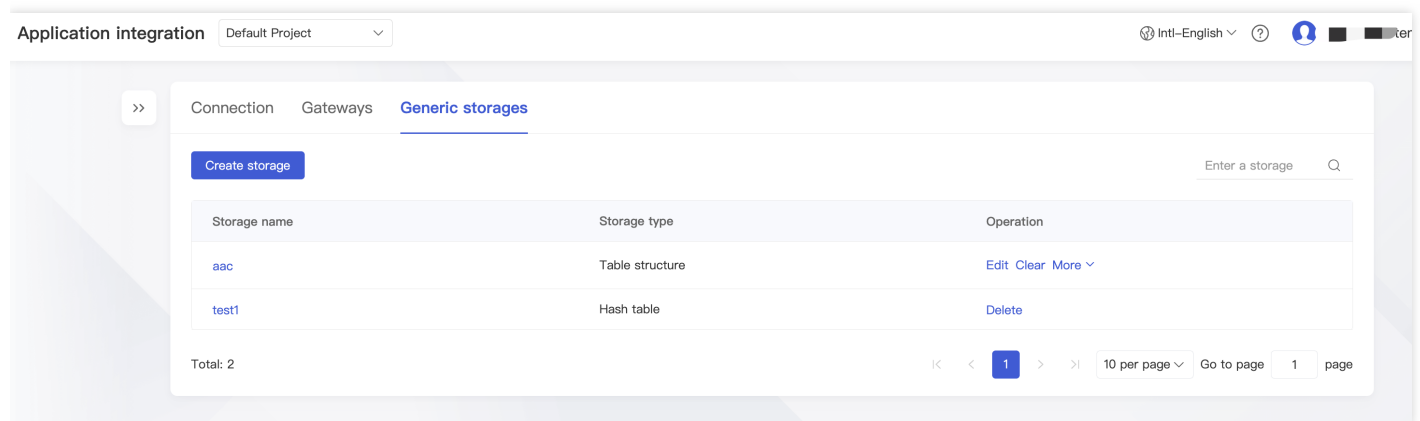 Application integration Default Project Intl-English
Connection Gateways Generic storages
Create storage Enter a storage
Storage name Storage type Operation
aac Table structure Edit Clear More
test1 Hash table Delete
Total: 2 1 10 per page Go to page 1 page